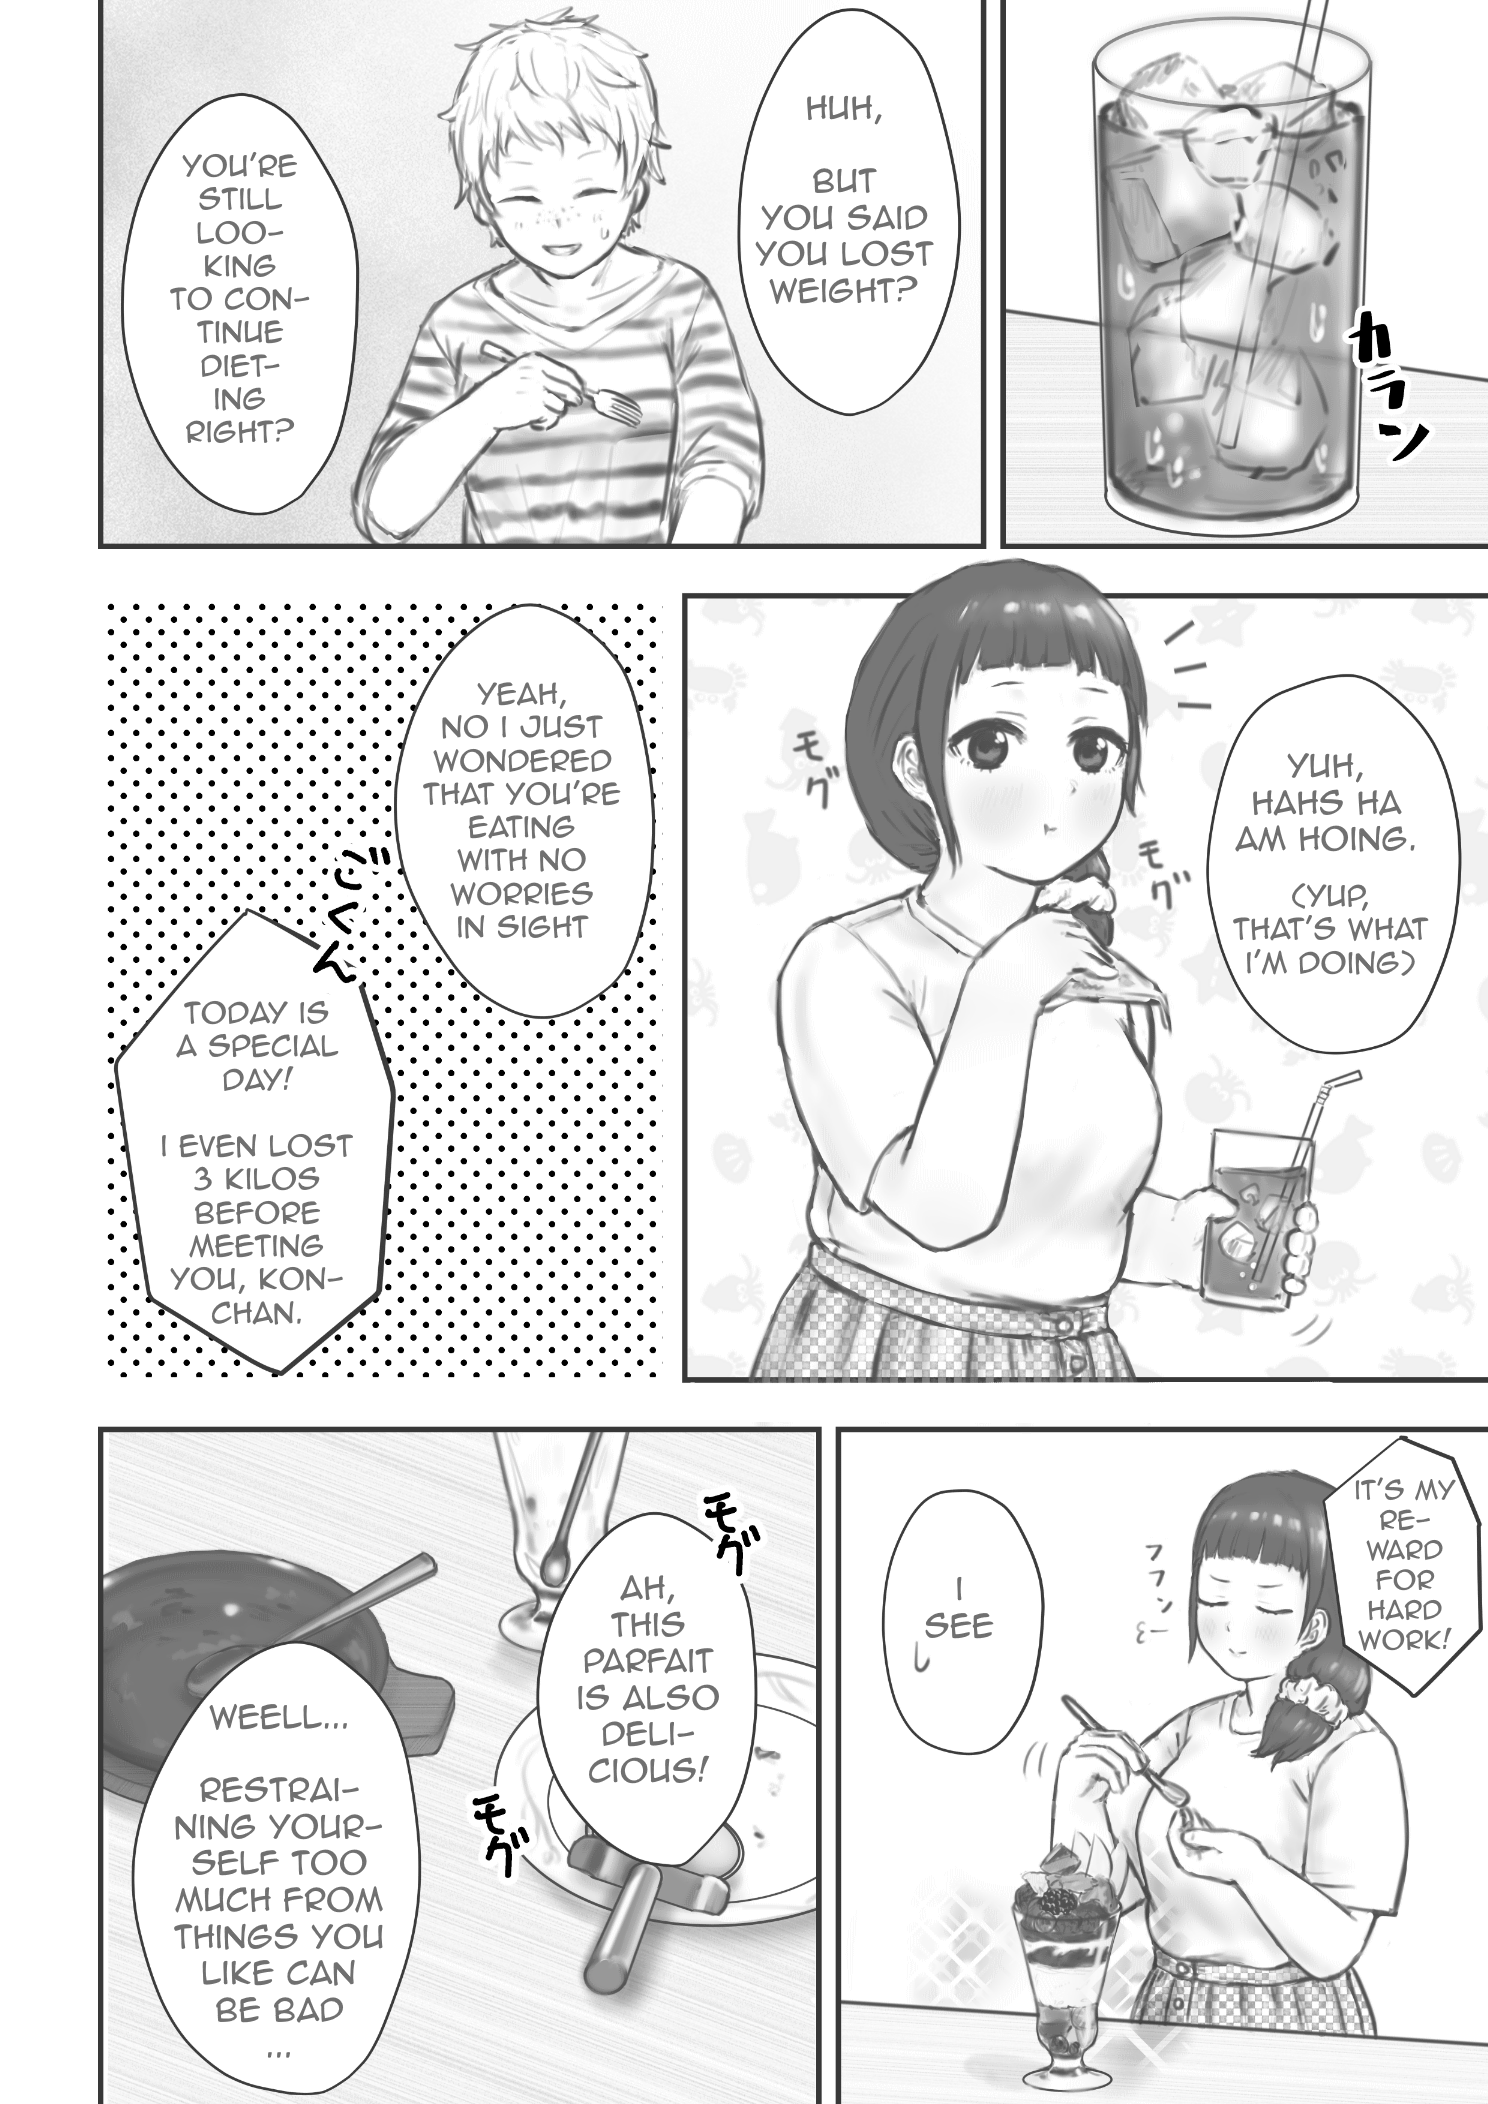 カラン
HUH,
BUT
YOU SAID
YOU LOST
WEIGHT?
YOU'RE
STILL
LOO-
KING
TO CON-
TINUE
DIET-
ING
RIGHT?
YUH,
HAHS HA
AM HOING.
(YUP,
THAT'S WHAT
I'M DOING)
モグ
モグ
YEAH,
NO I JUST
WONDERED
THAT YOU'RE
EATING
WITH NO
WORRIES
IN SIGHT
ごくん
TODAY IS
A SPECIAL
DAY!
I EVEN LOST
3 KILOS
BEFORE
MEETING
YOU, KON-
CHAN.
IT'S MY
RE-
WARD
FOR
HARD
WORK!
フフン
I
SEE
モグ
AH,
THIS
PARFAIT
IS ALSO
DELI-
CIOUS!
モグ
WEELL...
RESTRAI-
NING YOUR-
SELF TOO
MUCH FROM
THINGS YOU
LIKE CAN
BE BAD
...